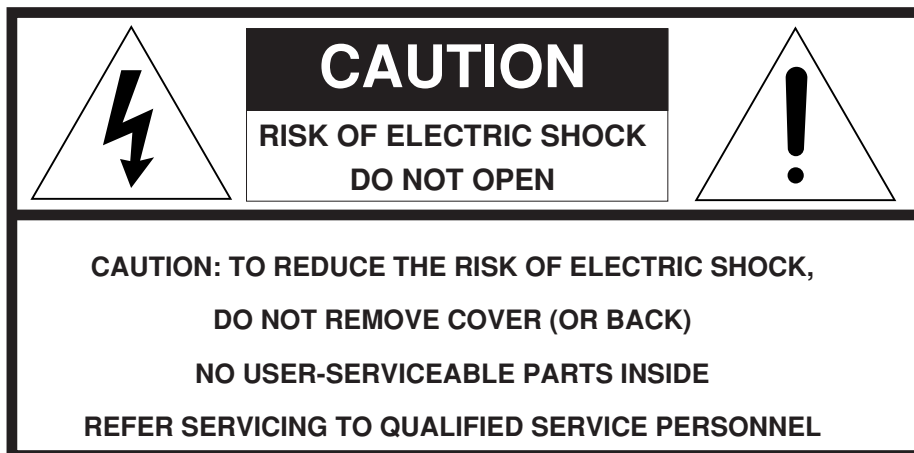 CAUTION
RISK OF ELECTRIC SHOCK
DO NOT OPEN
CAUTION: TO REDUCE THE RISK OF ELECTRIC SHOCK,
DO NOT REMOVE COVER (OR BACK)
NO USER-SERVICEABLE PARTS INSIDE
REFER SERVICING TO QUALIFIED SERVICE PERSONNEL